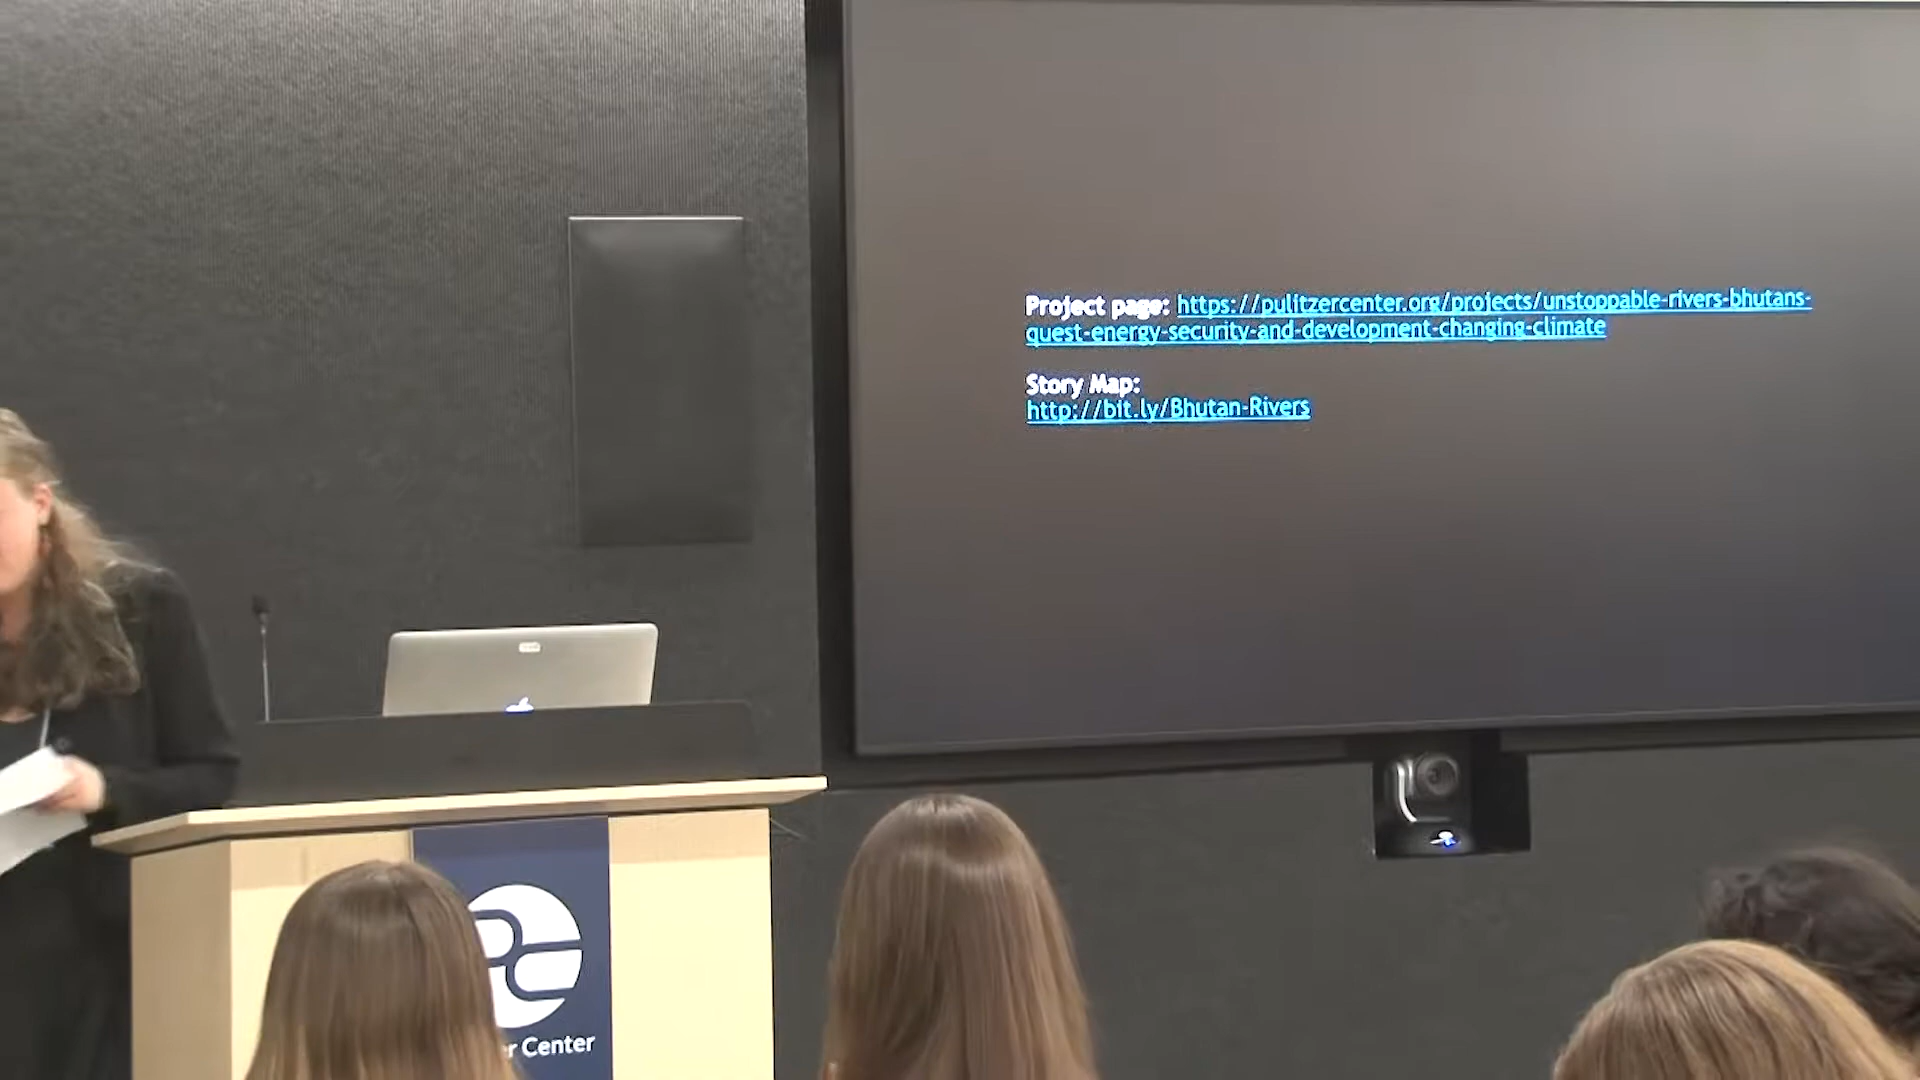 Project page: https://pulitzercenter.org/projects/unstoppable-rivers-bhutans-
quest-energy-security-and-development-changing-climate
Story Map:
http://bit.ly/Bhutan-Rivers
Center